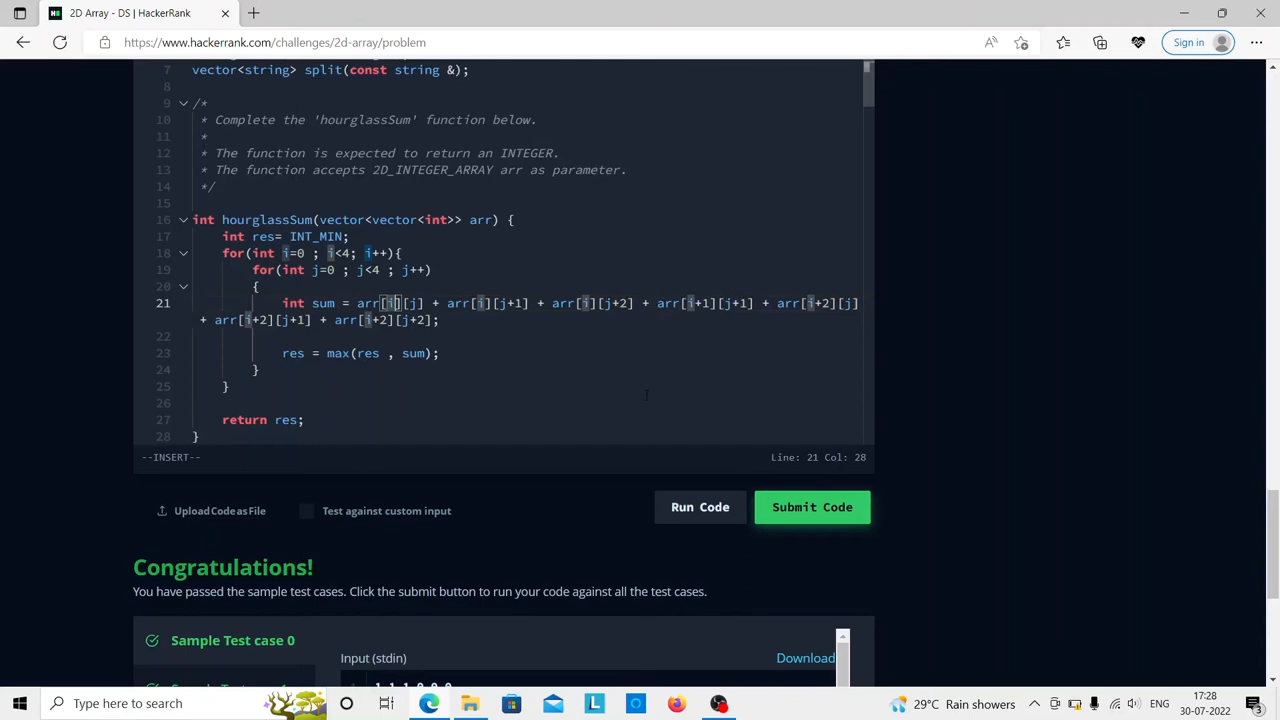 2D Array - DS | HackerRank
https://www.hackerrank.com/challenges/2d-array/problem
Sign in
7 vector<string> split(const string &);
8
9 /*
10 * Complete the 'hourglassSum' function below.
11 *
12 * The function is expected to return an INTEGER.
13 * The function accepts 2D_INTEGER_ARRAY arr as parameter.
14 */
15
16 int hourglassSum(vector<vector<int>> arr) {
17 int res= INT_MIN;
18 for(int i=0 ; i<4; i++){
19 for(int j=0 ; j<4 ; j++)
20 {
21 int sum = arr[i][j] + arr[i][j+1] + arr[i][j+2] + arr[i+1][j+1] + arr[i+2][j]
+ arr[i+2][j+1] + arr[i+2][j+2];
22
23 res = max(res , sum);
24 }
25 }
26
27 return res;
28 }
--INSERT--
Line: 21 Col: 28
Upload Code as File
Test against custom input
Run Code
Submit Code
Congratulations!
You have passed the sample test cases. Click the submit button to run your code against all the test cases.
Sample Test case 0
Input (stdin)
Download
Type here to search
29°C Rain showers
ENG
17:28
30-07-2022
3